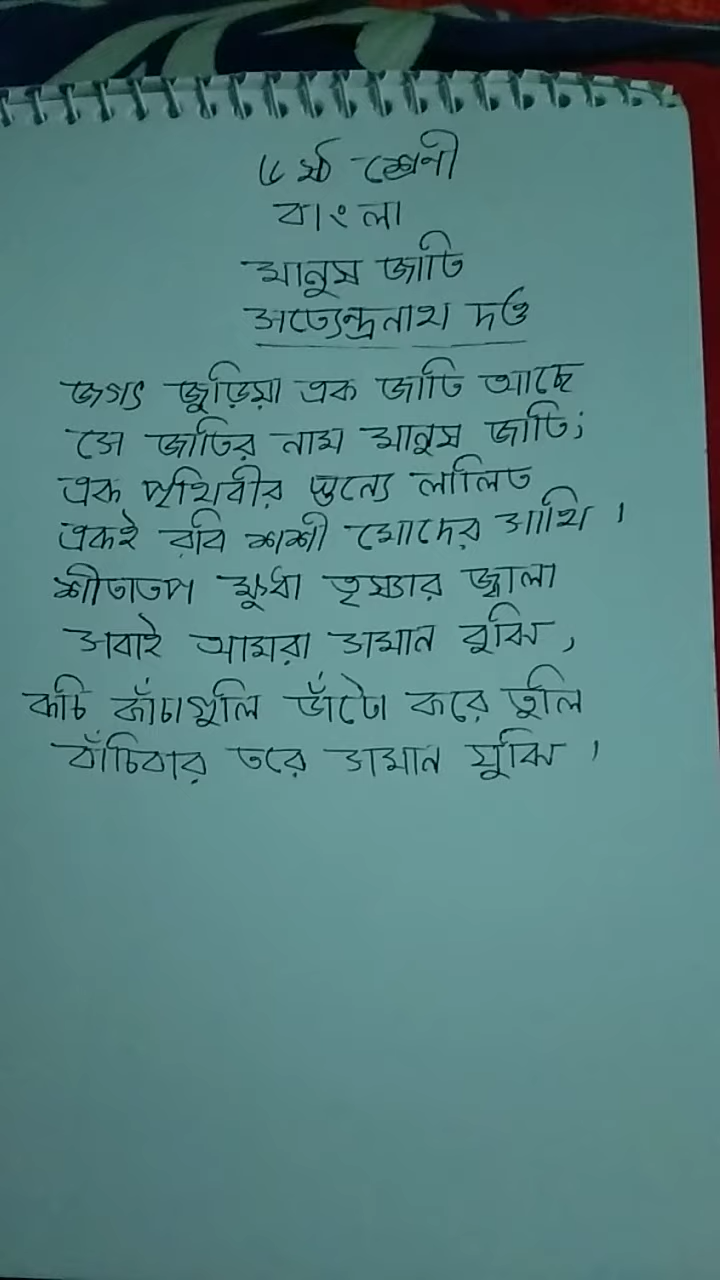 ৬ষ্ঠ শ্রেণী
বাংলা
মানুষ জাতি
সত্যেন্দ্রনাথ দত্ত
জগৎ জুড়িয়া এক জাতি আছে
সে জাতির নাম মানুষ জাতি;
এক পৃথিবীর স্তন্যে লালিত
একই রবি শশী মোদের সাথি।
শীতাতপ ক্ষুধা তৃষ্ণার জ্বালা
সবাই আমরা সমান বুঝি,
কচি কাঁচাগুলি ডাঁটো করে তুলি
বাঁচিবার তরে সমান যুঝি।